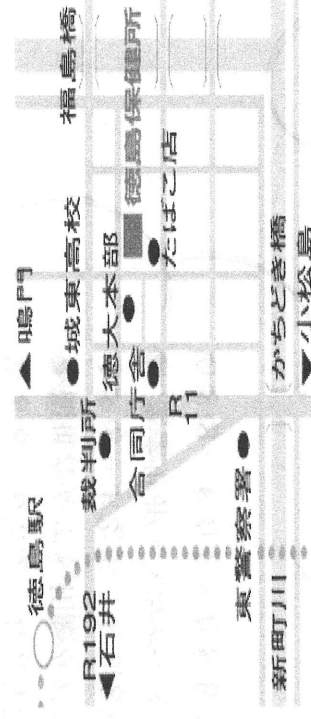 徳島駅
R192
石井
鳴門
裁判所
城東高校
福島橋
徳大本部
合同庁舎
徳島保健所
たばこ店
R
11
東警察署
新町川
かちどき橋
小松島